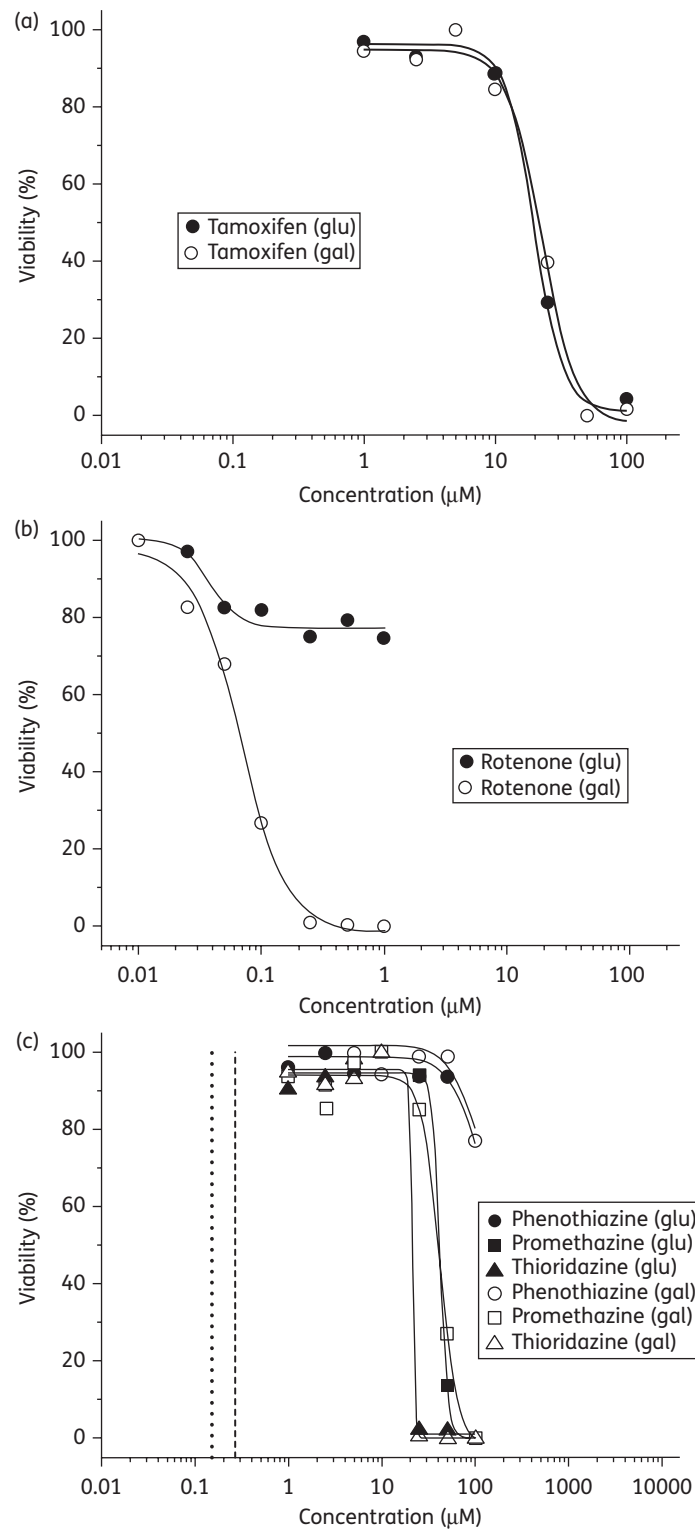 (a)
100
80
60
40
20
0
Viability (%)
Tamoxifen (glu)
Tamoxifen (gal)
0.01 0.1 1 10 100
Concentration (μM)
(b)
100
80
60
40
20
0
Viability (%)
Rotenone (glu)
Rotenone (gal)
0.01 0.1 1 10 100
Concentration (μM)
(c)
100
80
60
40
20
0
Viability (%)
Phenothiazine (glu)
Promethazine (glu)
Thioridazine (glu)
Phenothiazine (gal)
Promethazine (gal)
Thioridazine (gal)
0.01 0.1 1 10 100 1000 10000
Concentration (μM)